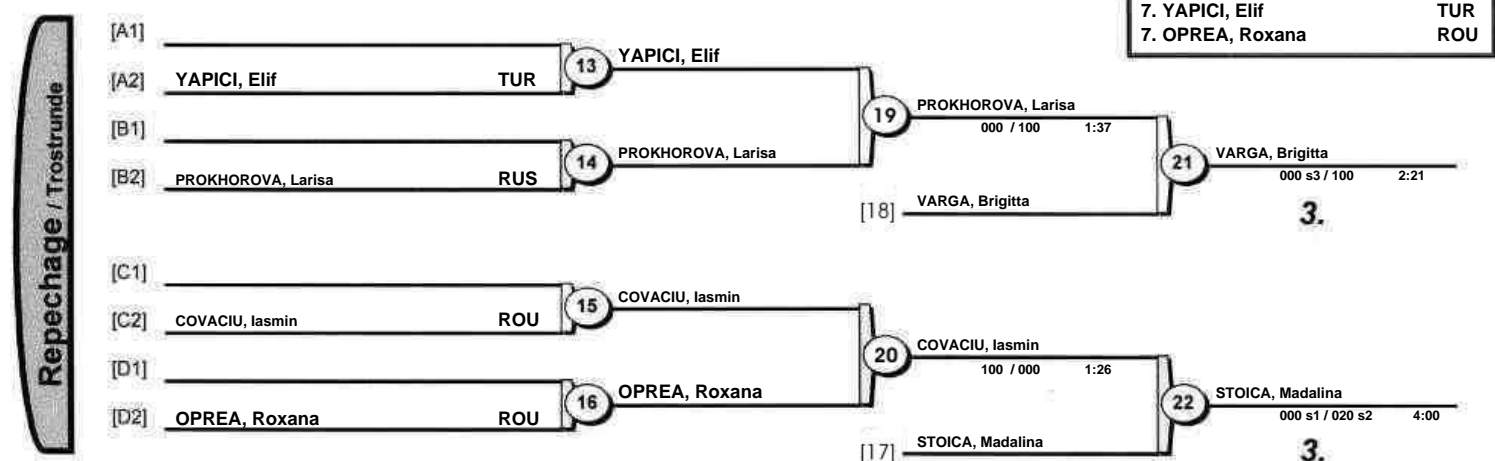 7. YAPICI, Elif TUR
7. OPREA, Roxana ROU
Repechage / Trostrunde
[A1]
[A2] YAPICI, Elif TUR
13 YAPICI, Elif
[B1]
[B2] PROKHOROVA, Larisa RUS
14 PROKHOROVA, Larisa
19 PROKHOROVA, Larisa
000 / 100 1:37
[18] VARGA, Brigitta
21 VARGA, Brigitta
000 s3 / 100 2:21
3.
[C1]
[C2] COVACIU, Iasmin ROU
15 COVACIU, Iasmin
[D1]
[D2] OPREA, Roxana ROU
16 OPREA, Roxana
20 COVACIU, Iasmin
100 / 000 1:26
[17] STOICA, Madalina
22 STOICA, Madalina
000 s1 / 020 s2 4:00
3.